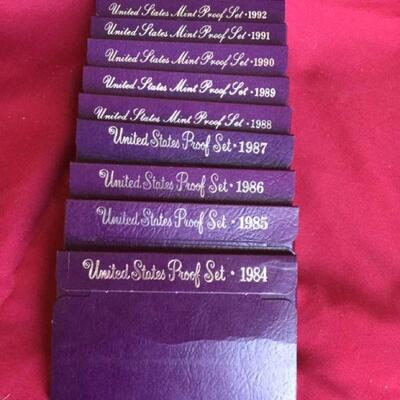 United States Mint Proof Set · 1992
United States Mint Proof Set · 1991
United States Mint Proof Set · 1990
United States Mint Proof Set · 1989
United States Mint Proof Set · 1988
United States Proof Set · 1987
United States Proof Set · 1986
United States Proof Set · 1985
United States Proof Set · 1984